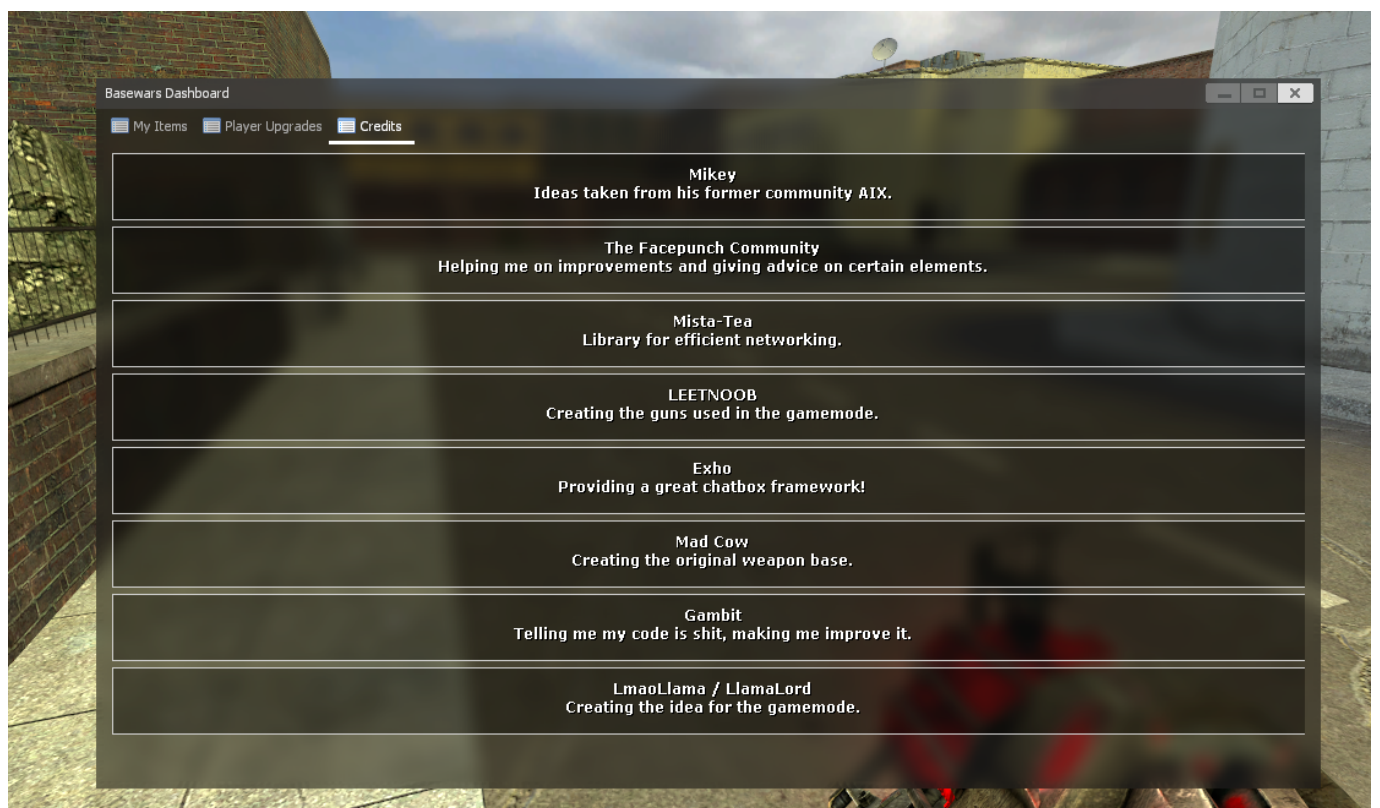 Basewars Dashboard
My Items Player Upgrades Credits
Mikey
Ideas taken from his former community AIX.
The Facepunch Community
Helping me on improvements and giving advice on certain elements.
Mista-Tea
Library for efficient networking.
LEETNOOB
Creating the guns used in the gamemode.
Exho
Providing a great chatbox framework!
Mad Cow
Creating the original weapon base.
Gambit
Telling me my code is shit, making me improve it.
LmaoLlama / LlamaLord
Creating the idea for the gamemode.